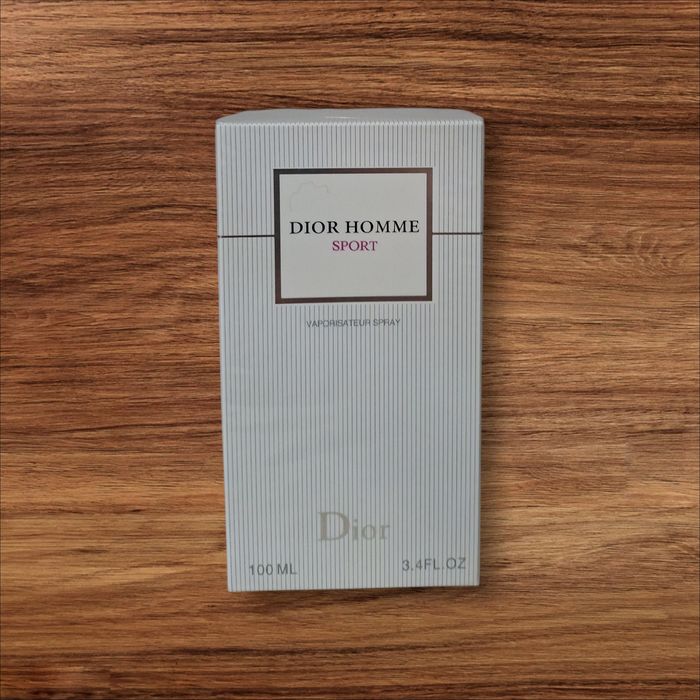 DIOR HOMME
SPORT
VAPORISATEUR SPRAY
Dior
100 ML 3.4FL.OZ